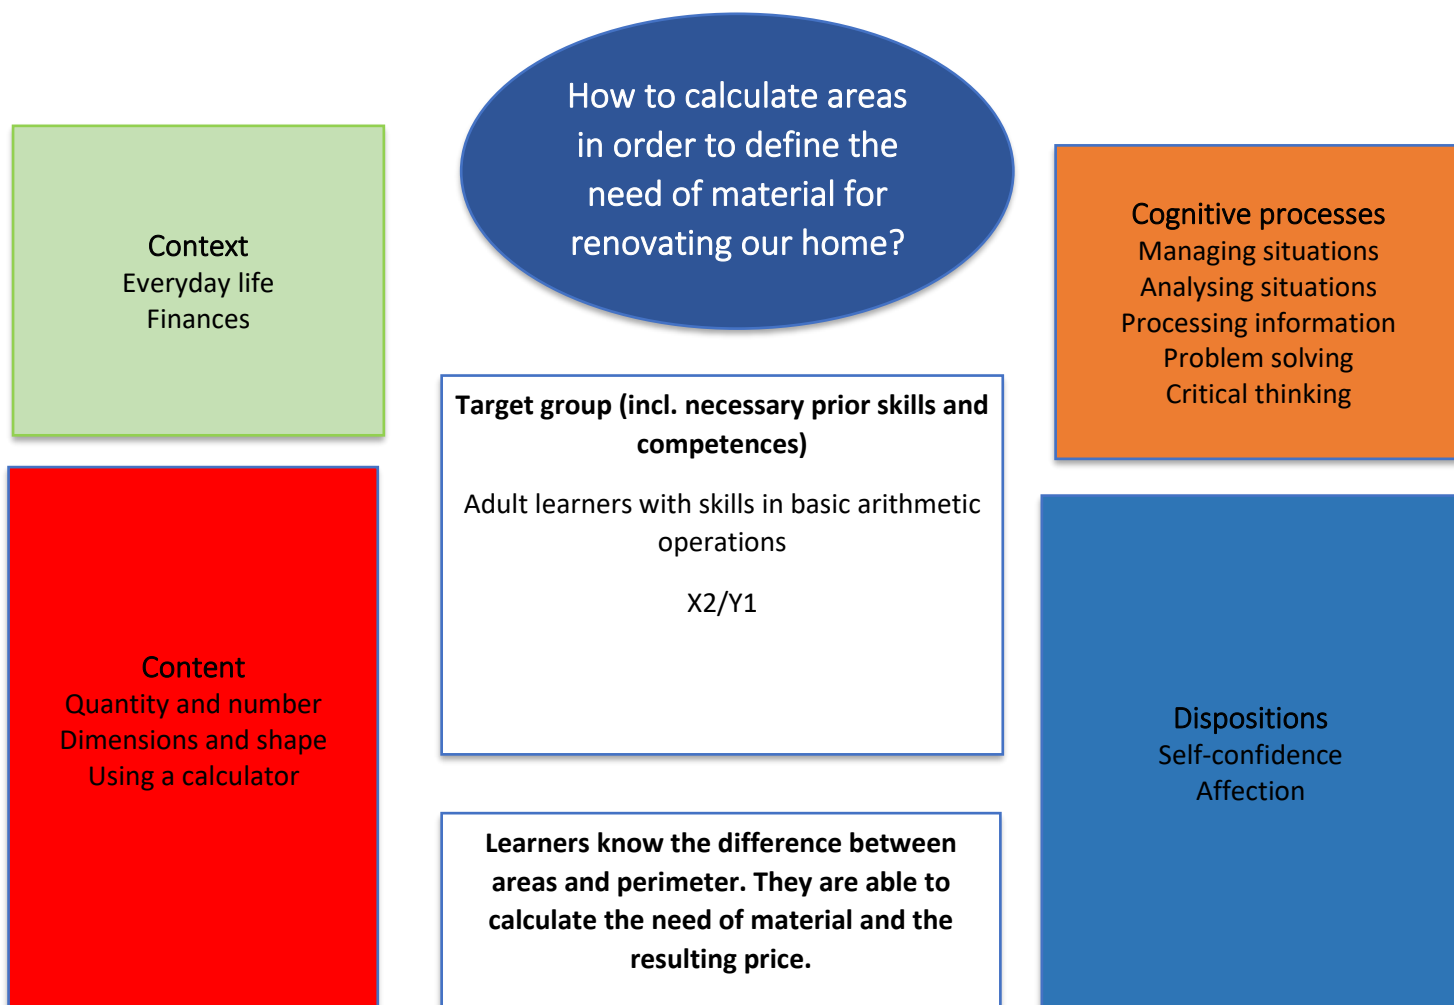 How to calculate areas
in order to define the
need of material for
renovating our home?
Context
Everyday life
Finances
Cognitive processes
Managing situations
Analysing situations
Processing information
Problem solving
Critical thinking
Target group (incl. necessary prior skills and
competences)
Adult learners with skills in basic arithmetic
operations
X2/Y1
Content
Quantity and number
Dimensions and shape
Using a calculator
Dispositions
Self-confidence
Affection
Learners know the difference between
areas and perimeter. They are able to
calculate the need of material and the
resulting price.